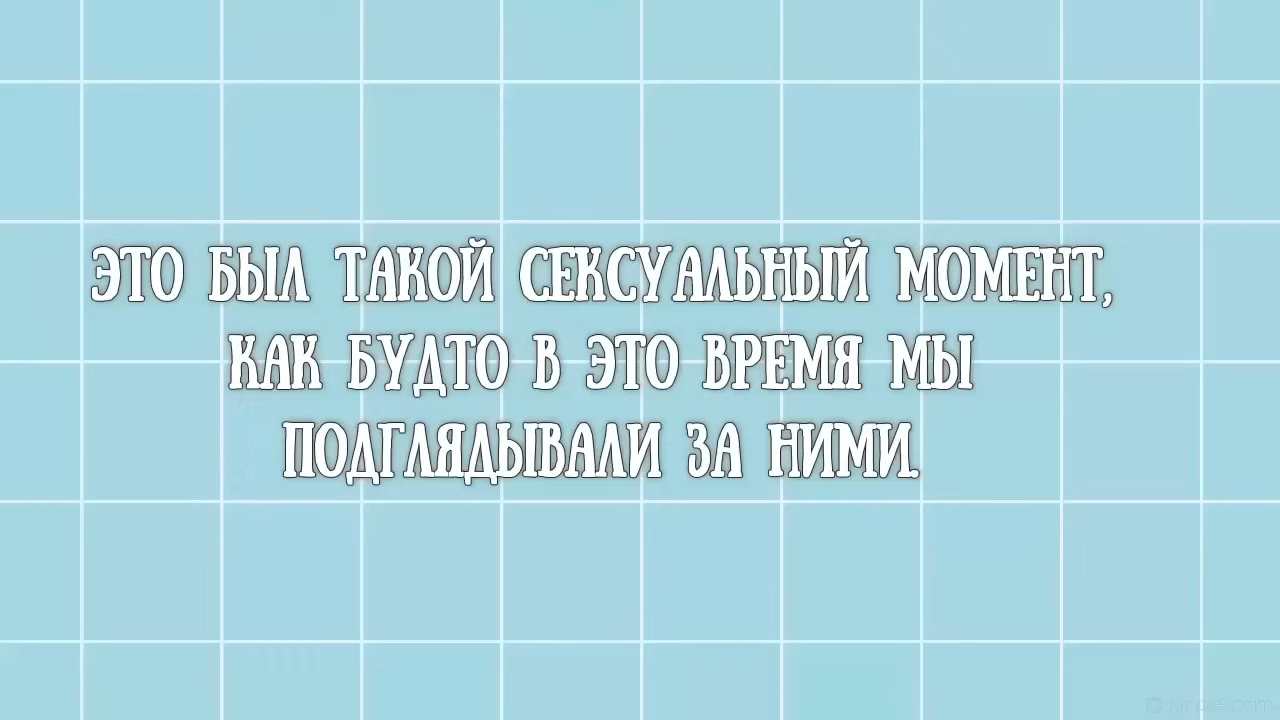 ЭТО БЫЛ ТАКОЙ СЕКСУАЛЬНЫЙ МОМЕНТ,
КАК БУДТО В ЭТО ВРЕМЯ МЫ
ПОДГЛЯДЫВАЛИ ЗА НИМИ.